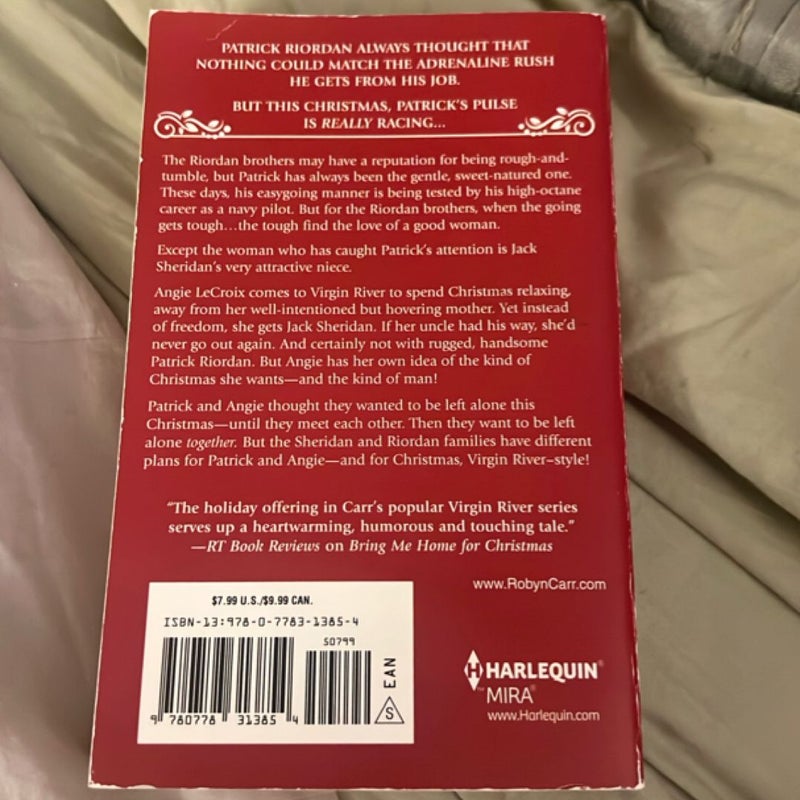 PATRICK RIORDAN ALWAYS THOUGHT THAT
NOTHING COULD MATCH THE ADRENALINE RUSH
HE GETS FROM HIS JOB.
BUT THIS CHRISTMAS, PATRICK'S PULSE
IS REALLY RACING...
The Riordan brothers may have a reputation for being rough-and-
tumble, but Patrick has always been the gentle, sweet-natured one.
These days, his easygoing manner is being tested by his high-octane
career as a navy pilot. But for the Riordan brothers, when the going
gets tough…the tough find the love of a good woman.
Except the woman who has caught Patrick's attention is Jack
Sheridan's very attractive niece.
Angie LeCroix comes to Virgin River to spend Christmas relaxing,
away from her well-intentioned but hovering mother. Yet instead
of freedom, she gets Jack Sheridan. If her uncle had his way, she'd
never go out again. And certainly not with rugged, handsome
Patrick Riordan. But Angie has her own idea of the kind of
Christmas she wants—and the kind of man!
Patrick and Angie thought they wanted to be left alone this
Christmas—until they meet each other. Then they want to be left
alone together. But the Sheridan and Riordan families have different
plans for Patrick and Angie—and for Christmas, Virgin River–style!
"The holiday offering in Carr's popular Virgin River series
serves up a heartwarming, humorous and touching tale."
—RT Book Reviews on Bring Me Home for Christmas
www.RobynCarr.com
$7.99 U.S./$9.99 CAN.
ISBN-13:978-0-7783-1385-4
50799
EAN
S
9 780778 313854
HARLEQUIN®
™ MIRA®
www.Harlequin.com